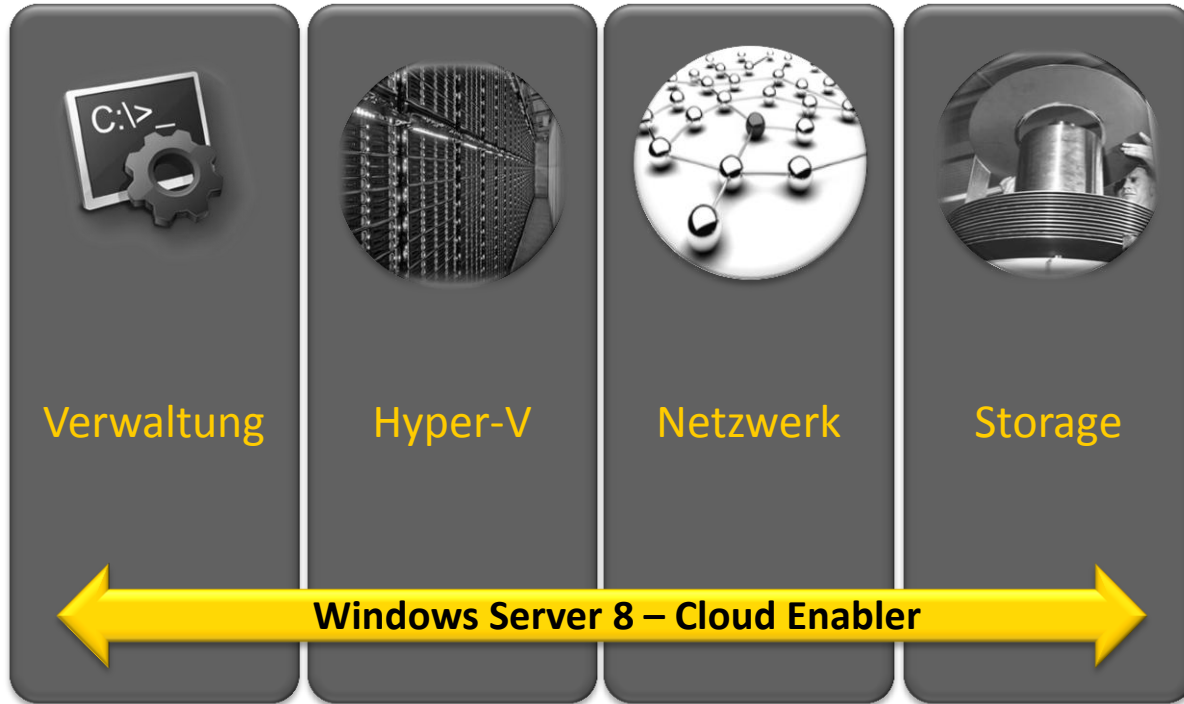 C:\>_
Verwaltung
Hyper-V
Netzwerk
Storage
Windows Server 8 – Cloud Enabler